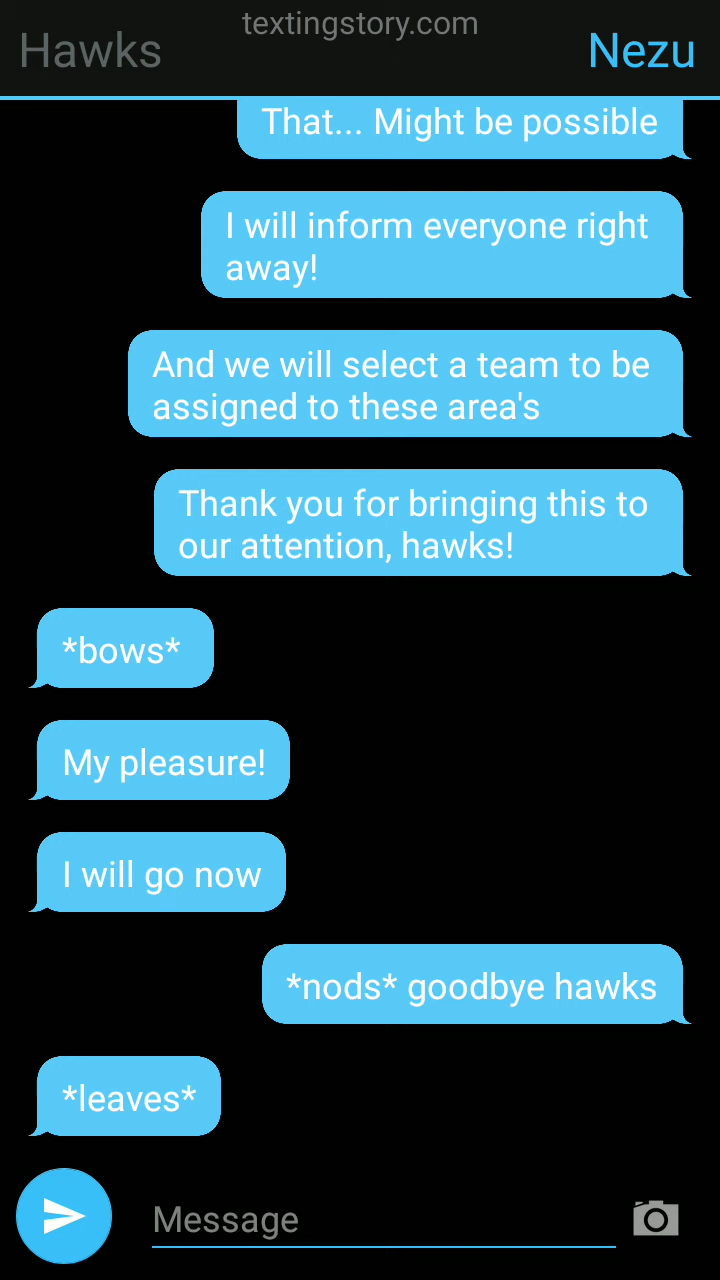 textingstory.com
Hawks
Nezu
That... Might be possible
I will inform everyone right
away!
And we will select a team to be
assigned to these area's
Thank you for bringing this to
our attention, hawks!
*bows*
My pleasure!
I will go now
*nods* goodbye hawks
*leaves*
Message